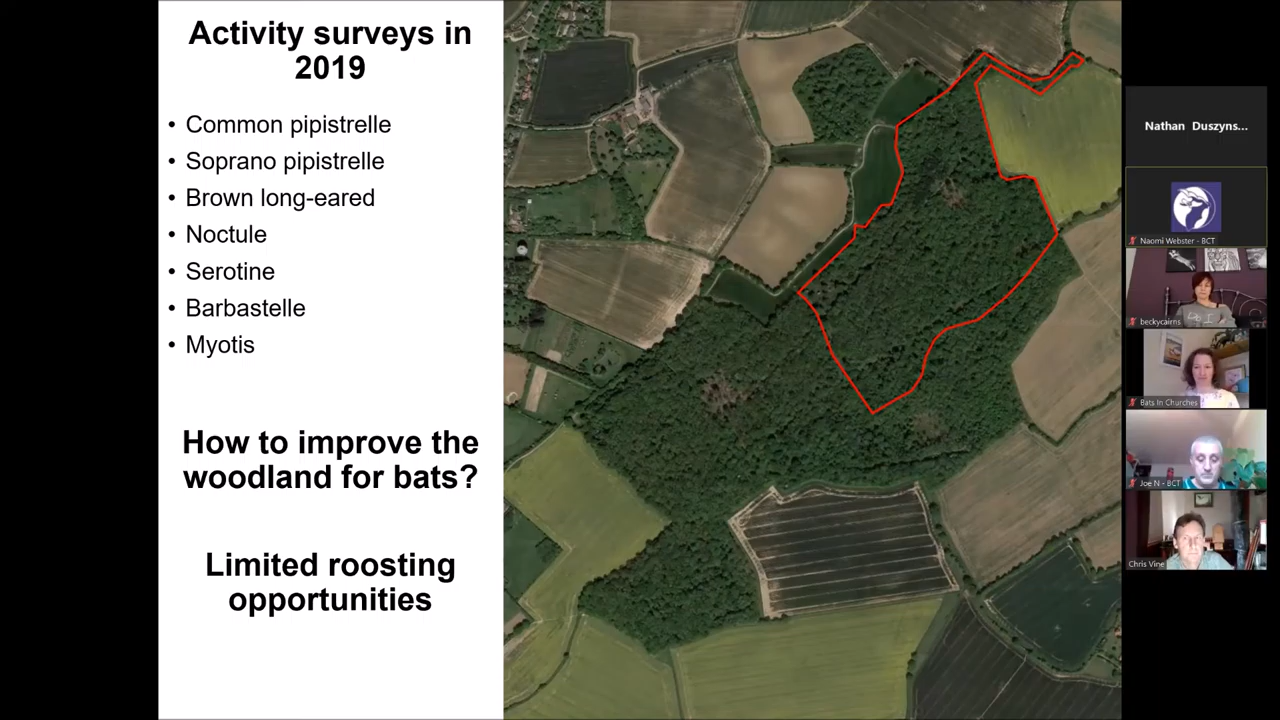 Activity surveys in
2019
• Common pipistrelle
• Soprano pipistrelle
• Brown long-eared
• Noctule
• Serotine
• Barbastelle
• Myotis
How to improve the
woodland for bats?
Limited roosting
opportunities
Nathan Duszyns...
Naomi Webster - BCT
beckycairns
Bats In Churches
Joe N - BCT
Chris Vine